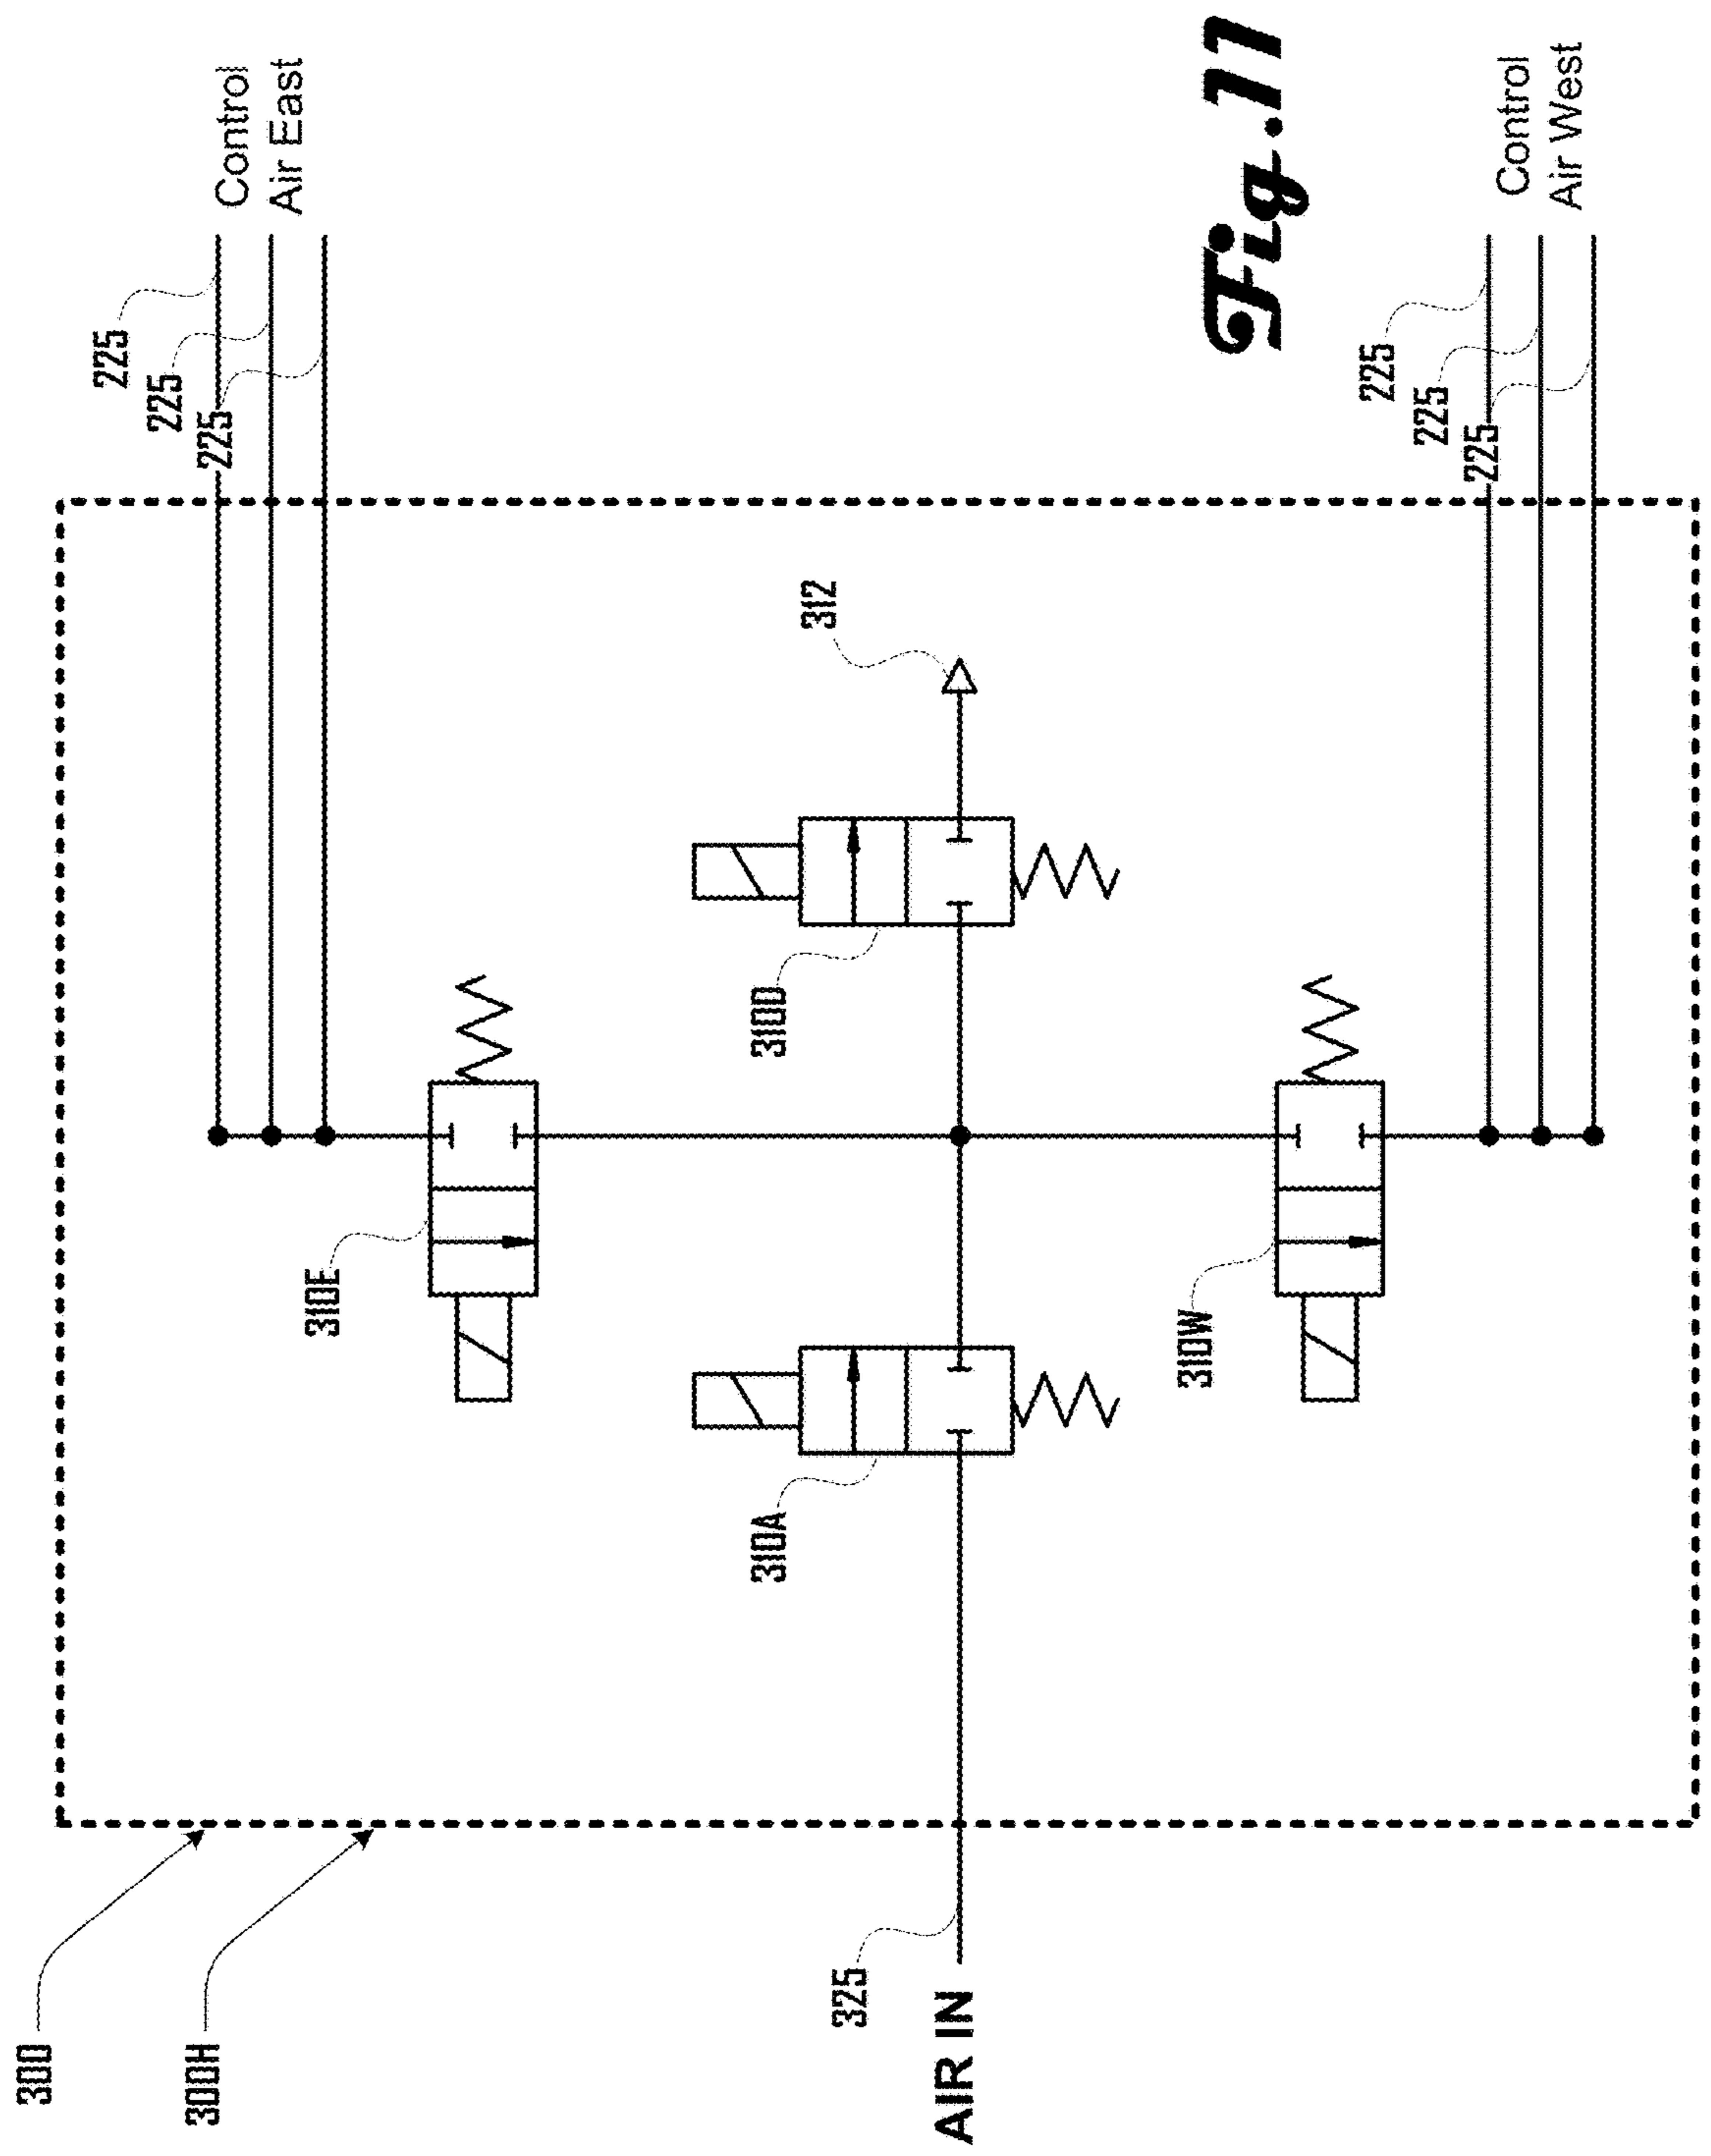 300
225
225
300H
225
Control
Air East
310E
310A
310D
312
325
AIR IN
310W
Fig.11
225
225
225
Control
Air West